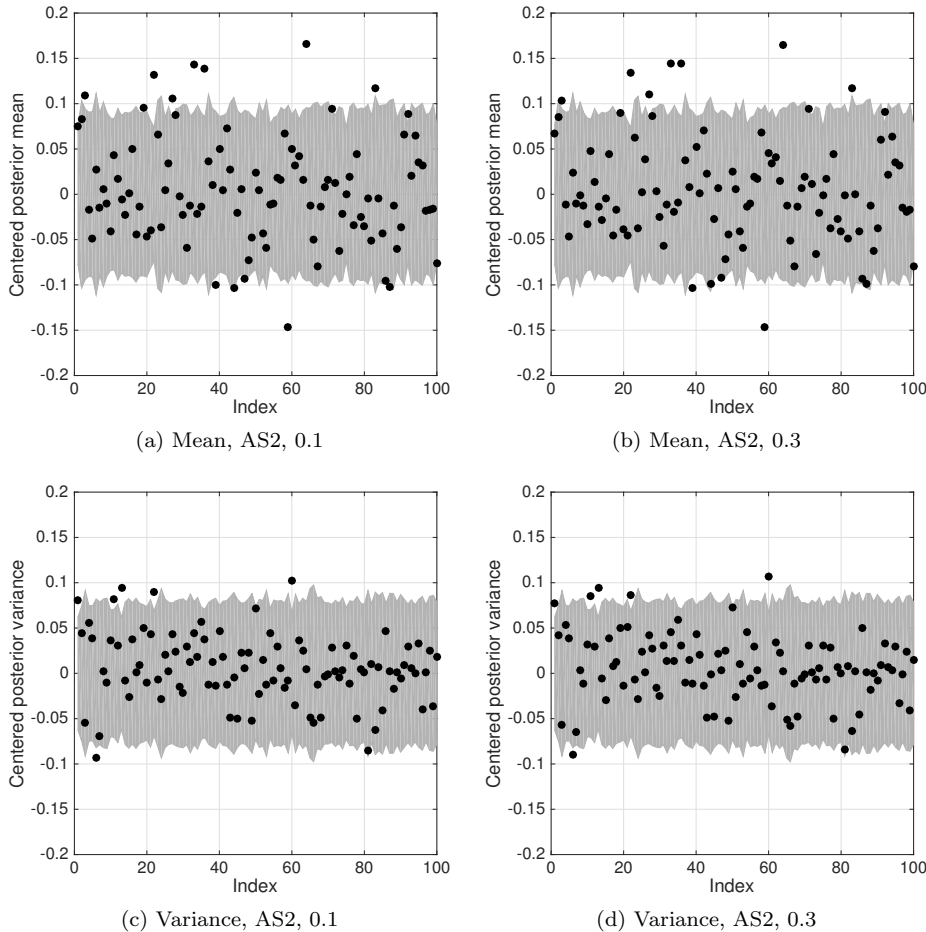 0.2
0.15
0.1
0.05
0
-0.05
-0.1
-0.15
-0.2
Centered posterior mean
0 20 40 60 80 100
Index
(a) Mean, AS2, 0.1
0.2
0.15
0.1
0.05
0
-0.05
-0.1
-0.15
-0.2
Centered posterior mean
0 20 40 60 80 100
Index
(b) Mean, AS2, 0.3
0.2
0.15
0.1
0.05
0
-0.05
-0.1
-0.15
-0.2
Centered posterior variance
0 20 40 60 80 100
Index
(c) Variance, AS2, 0.1
0.2
0.15
0.1
0.05
0
-0.05
-0.1
-0.15
-0.2
Centered posterior variance
0 20 40 60 80 100
Index
(d) Variance, AS2, 0.3